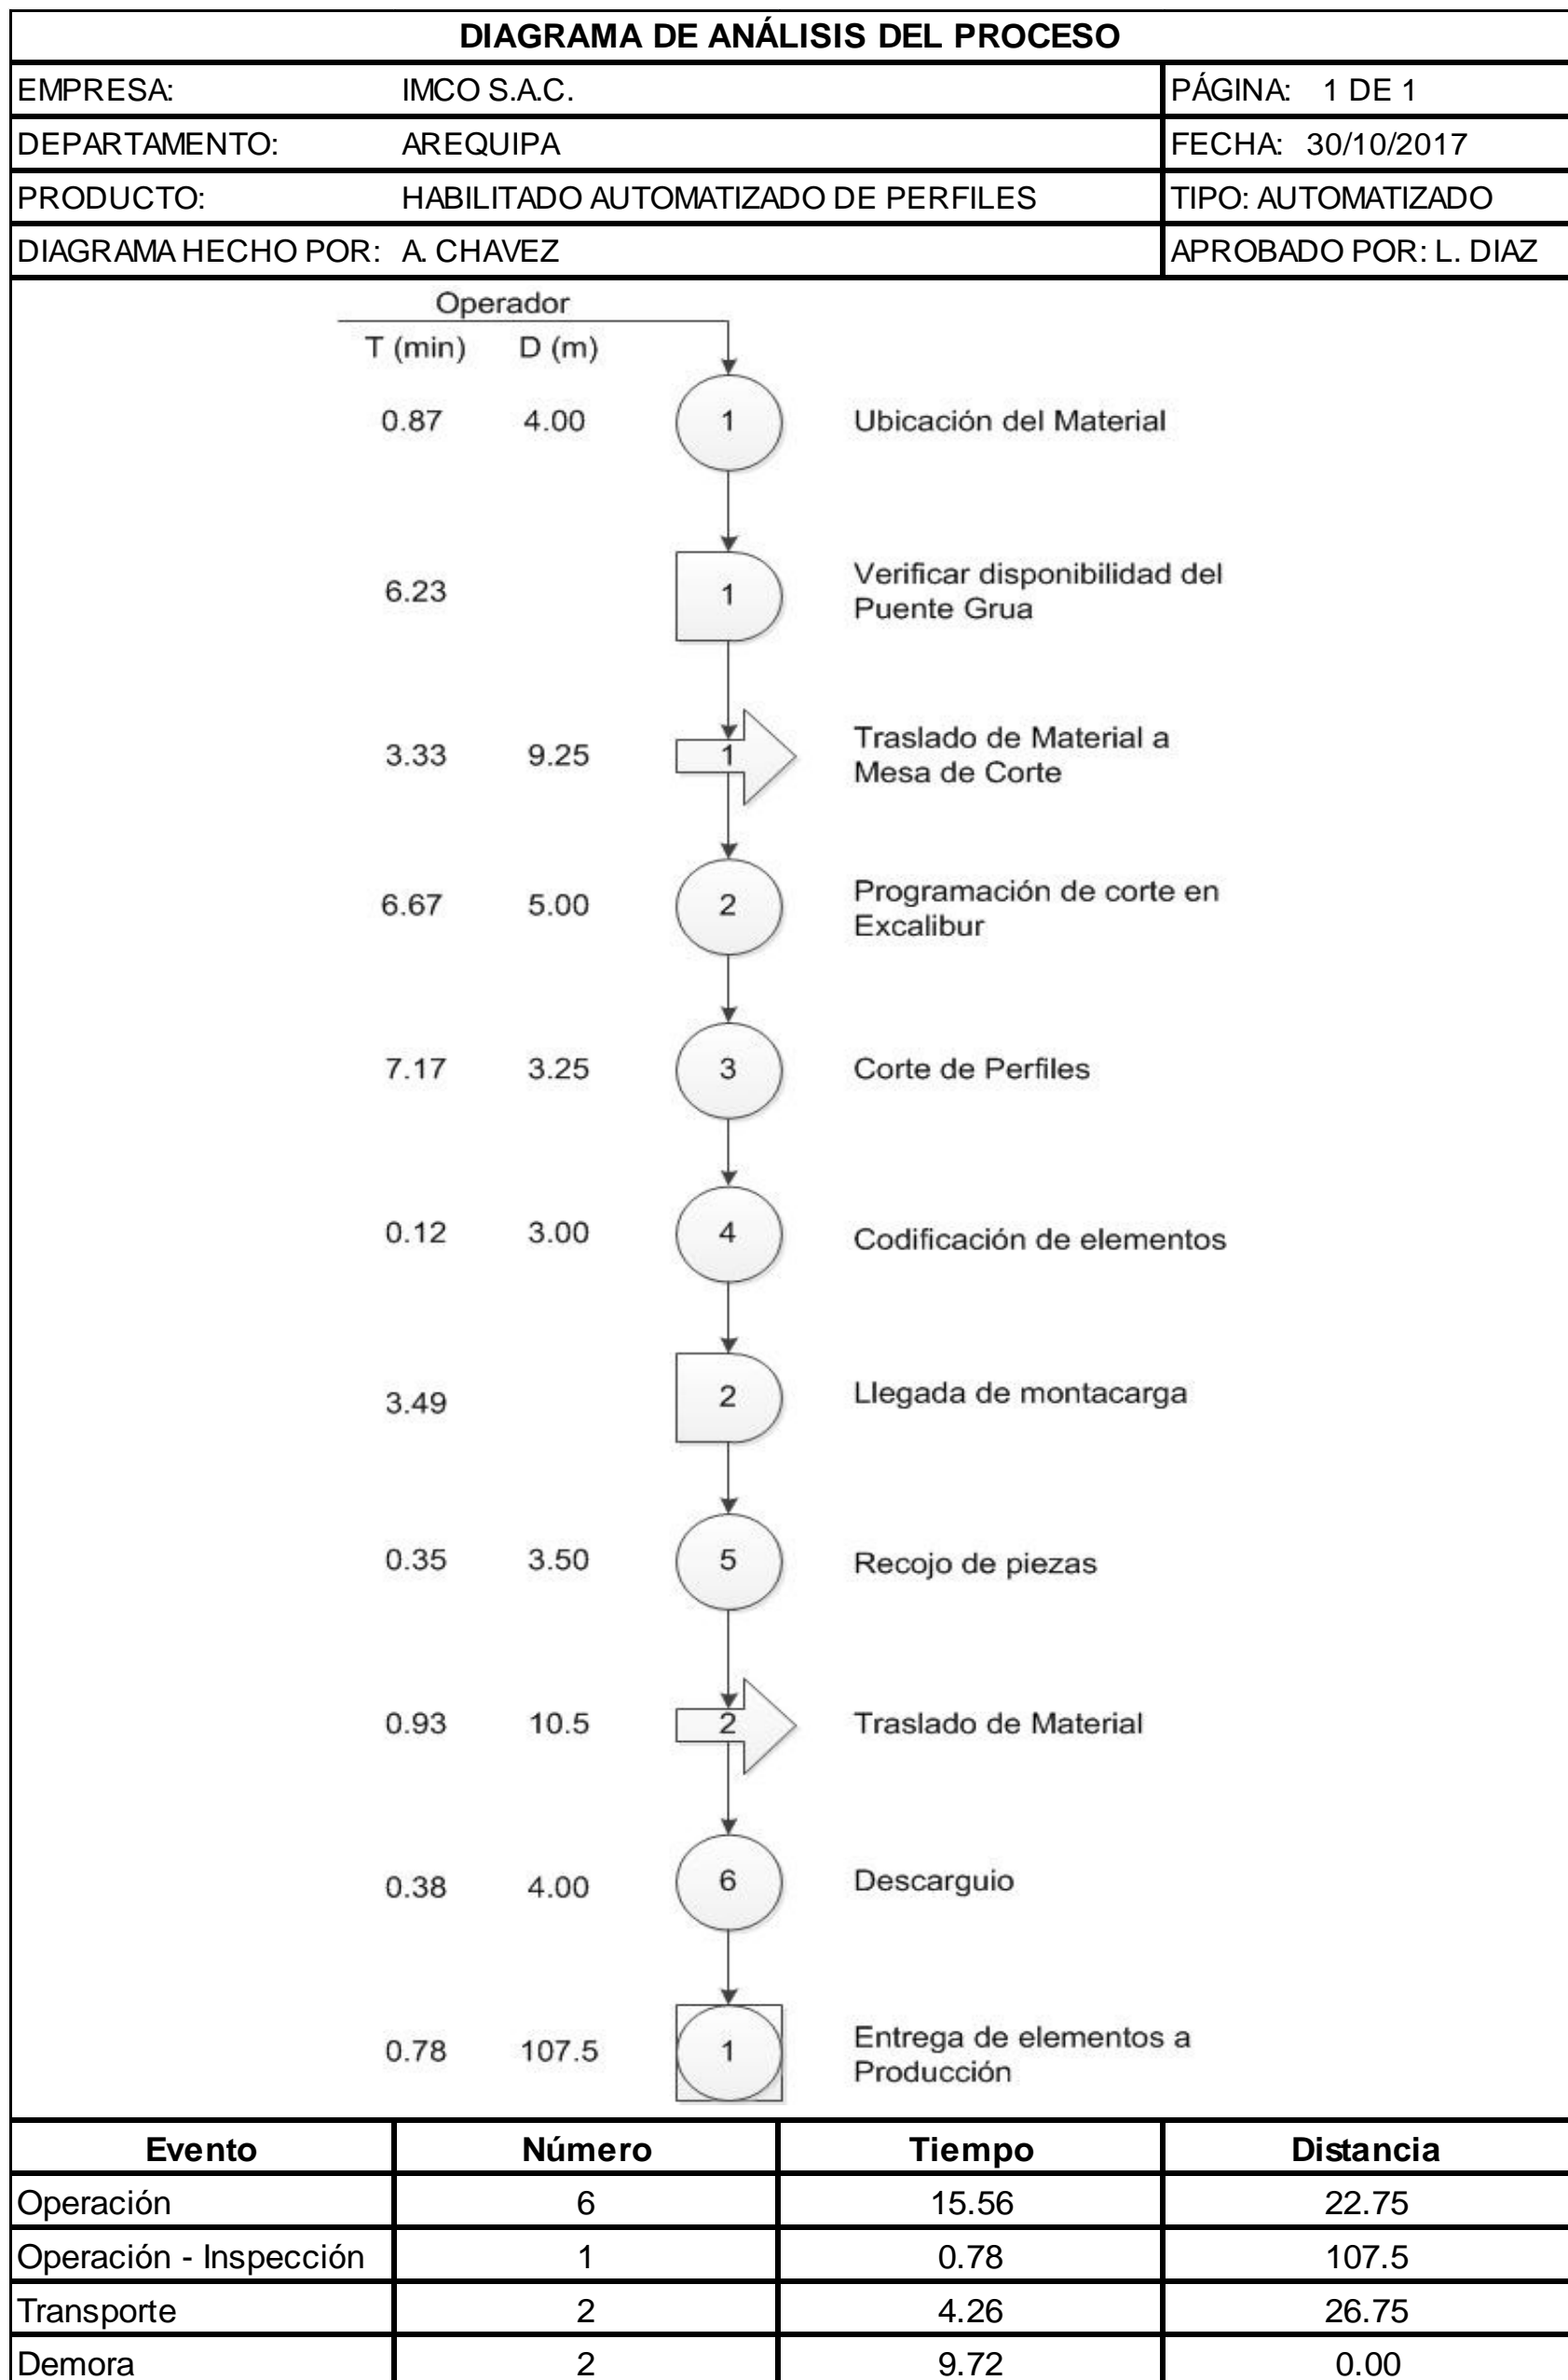 DIAGRAMA DE ANÁLISIS DEL PROCESO
EMPRESA: IMCO S.A.C. PÁGINA: 1 DE 1
DEPARTAMENTO: AREQUIPA FECHA: 30/10/2017
PRODUCTO: HABILITADO AUTOMATIZADO DE PERFILES TIPO: AUTOMATIZADO
DIAGRAMA HECHO POR: A. CHAVEZ APROBADO POR: L. DIAZ
Operador
T (min) D (m)
0.87 4.00 1 Ubicación del Material
6.23 1 Verificar disponibilidad del
Puente Grua
3.33 9.25 1 Traslado de Material a
Mesa de Corte
6.67 5.00 2 Programación de corte en
Excalibur
7.17 3.25 3 Corte de Perfiles
0.12 3.00 4 Codificación de elementos
3.49 2 Llegada de montacarga
0.35 3.50 5 Recojo de piezas
0.93 10.5 2 Traslado de Material
0.38 4.00 6 Descarguio
0.78 107.5 1 Entrega de elementos a
Producción
Evento Número Tiempo Distancia
Operación 6 15.56 22.75
Operación - Inspección 1 0.78 107.5
Transporte 2 4.26 26.75
Demora 2 9.72 0.00